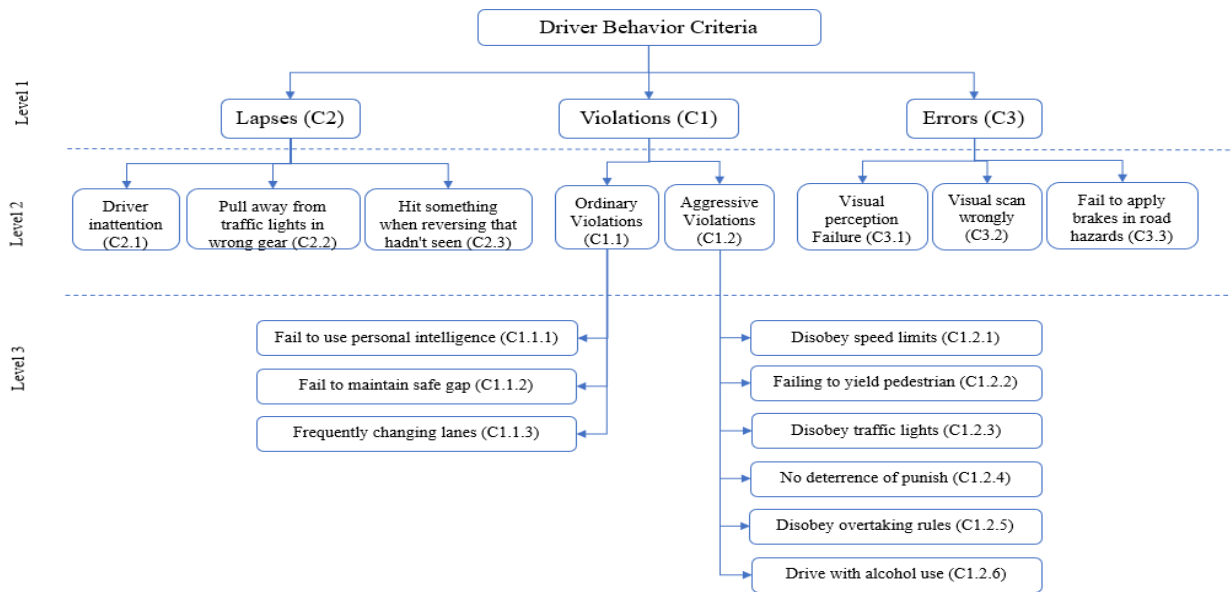 Driver Behavior Criteria
Level 1
Lapses (C2)
Violations (C1)
Errors (C3)
Level 2
Driver
inattention
(C2.1)
Pull away from
traffic lights in
wrong gear (C2.2)
Hit something
when reversing that
hadn't seen (C2.3)
Ordinary
Violations
(C1.1)
Aggressive
Violations
(C1.2)
Visual
perception
Failure (C3.1)
Visual scan
wrongly
(C3.2)
Fail to apply
brakes in road
hazards (C3.3)
Level 3
Fail to use personal intelligence (C1.1.1)
Fail to maintain safe gap (C1.1.2)
Frequently changing lanes (C1.1.3)
Disobey speed limits (C1.2.1)
Failing to yield pedestrian (C1.2.2)
Disobey traffic lights (C1.2.3)
No deterrence of punish (C1.2.4)
Disobey overtaking rules (C1.2.5)
Drive with alcohol use (C1.2.6)